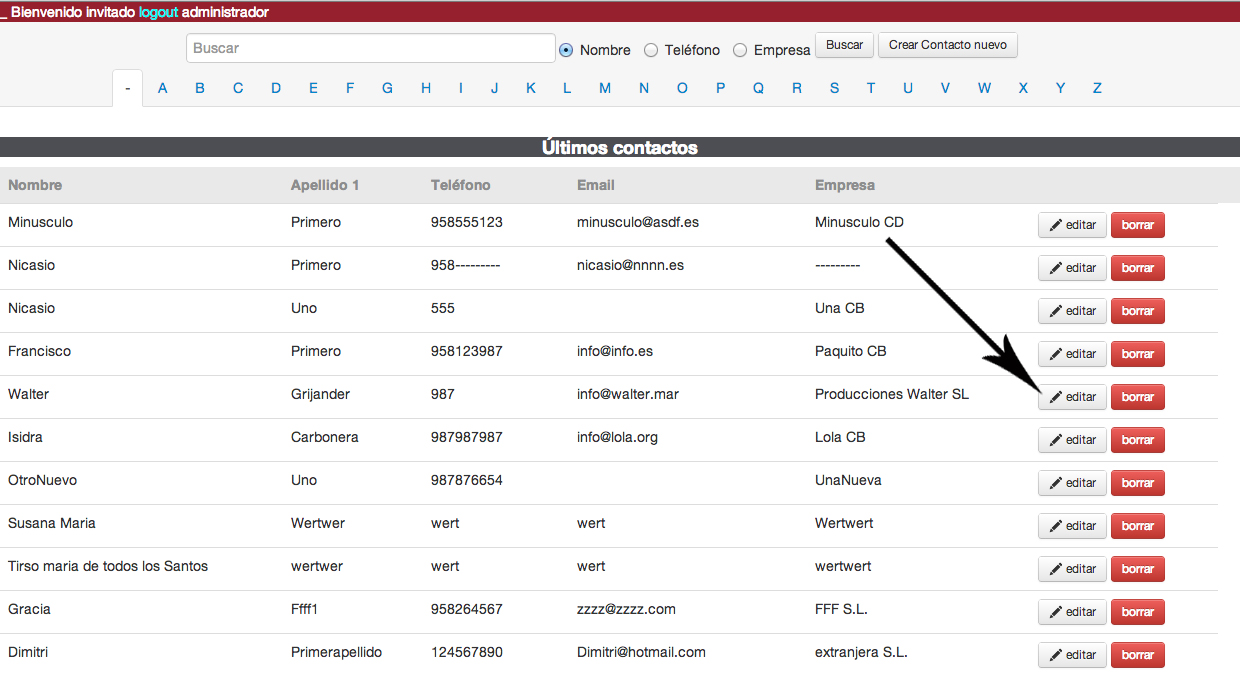 _ Bienvenido invitado logout administrador
Buscar Nombre Teléfono Empresa Buscar Crear Contacto nuevo
- A B C D E F G H I J K L M N O P Q R S T U V W X Y Z
Últimos contactos
Nombre Apellido 1 Teléfono Email Empresa
Minusculo Primero 958555123 minusculo@asdf.es Minusculo CD editar borrar
Nicasio Primero 958--------- nicasio@nnnn.es --------- editar borrar
Nicasio Uno 555 Una CB editar borrar
Francisco Primero 958123987 info@info.es Paquito CB editar borrar
Walter Grijander 987 info@walter.mar Producciones Walter SL editar borrar
Isidra Carbonera 987987987 info@lola.org Lola CB editar borrar
OtroNuevo Uno 987876654 UnaNueva editar borrar
Susana Maria Wertwer wert wert Wertwert editar borrar
Tirso maria de todos los Santos wertwer wert wert wertwert editar borrar
Gracia Ffff1 958264567 zzzz@zzzz.com FFF S.L. editar borrar
Dimitri Primerapellido 124567890 Dimitri@hotmail.com extranjera S.L. editar borrar